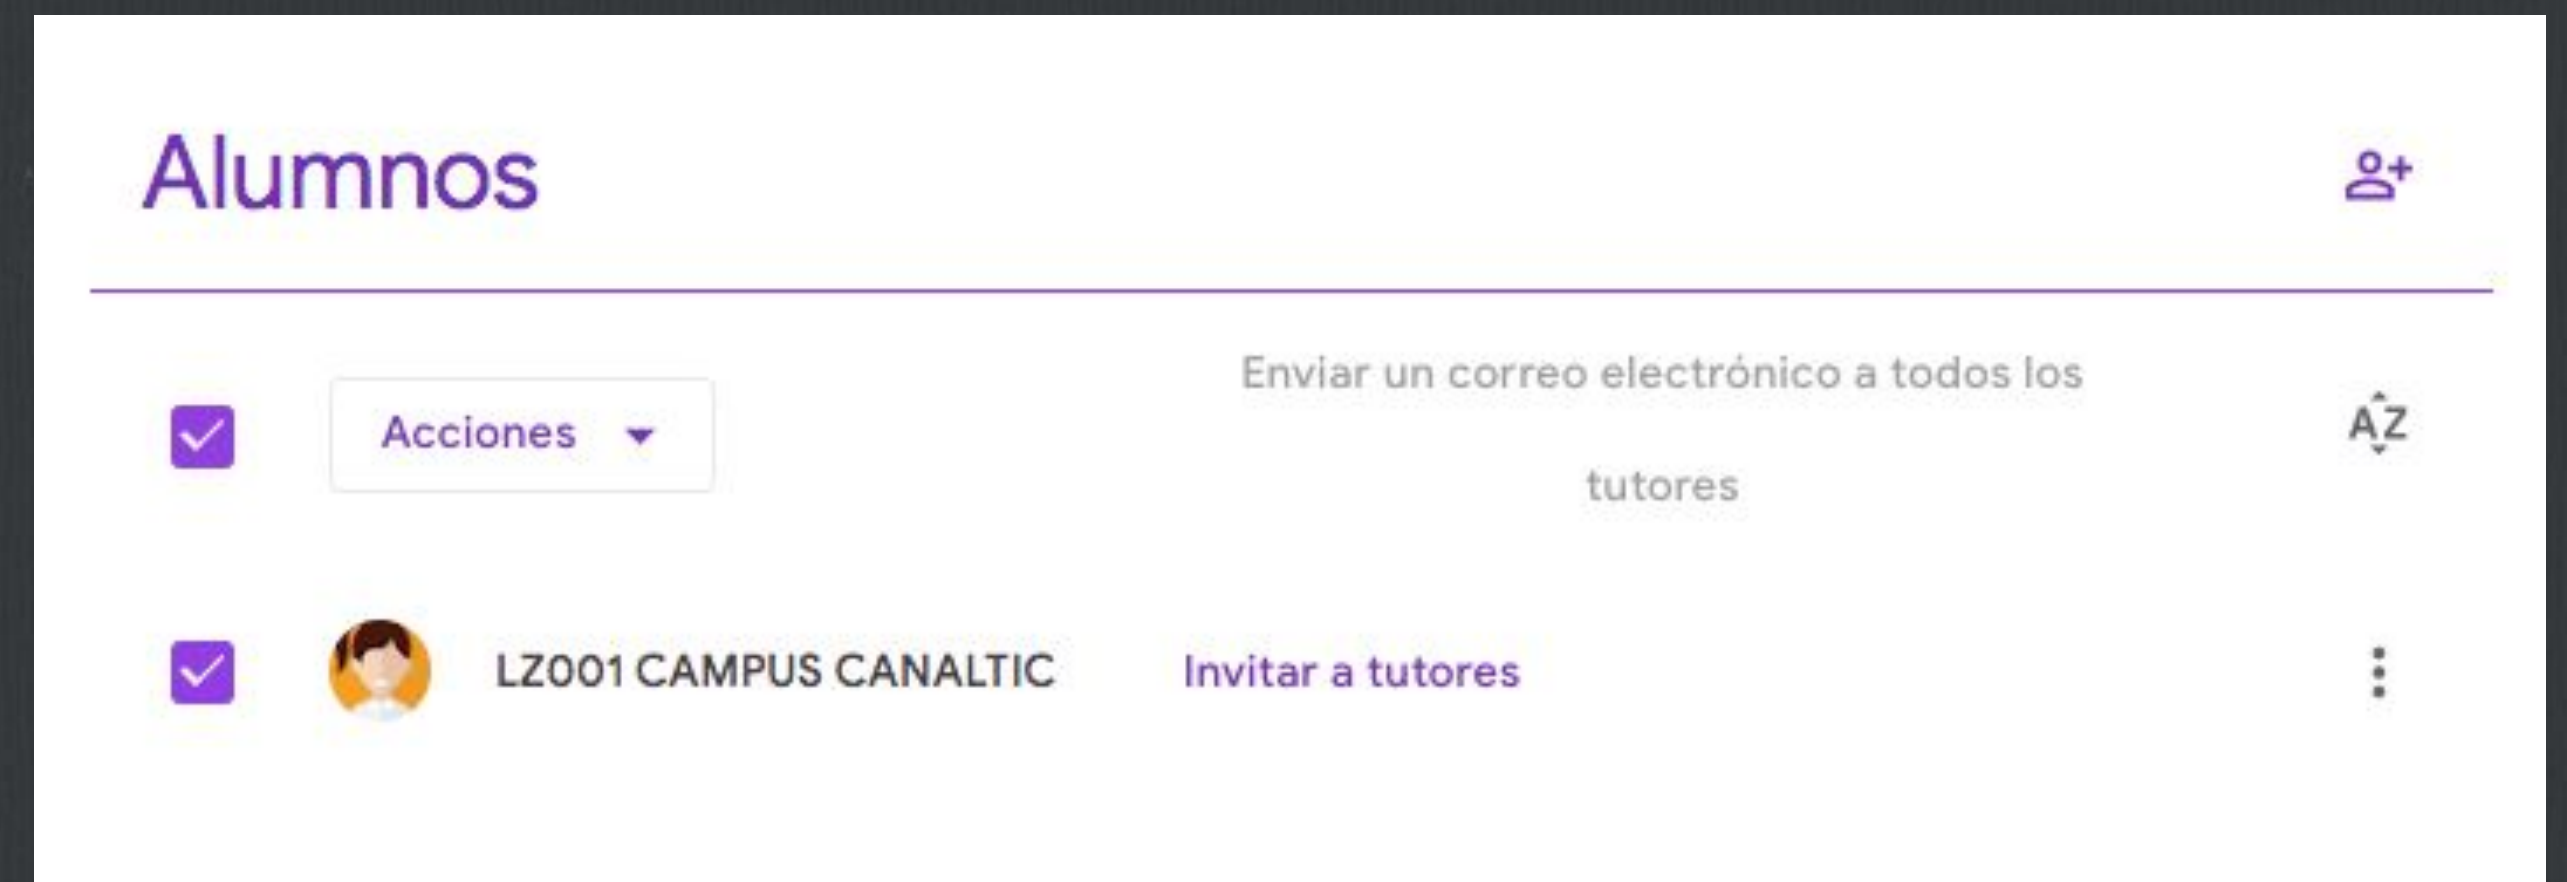 Alumnos
Acciones
Enviar un correo electrónico a todos los
tutores
AZ
LZ001 CAMPUS CANALTIC
Invitar a tutores